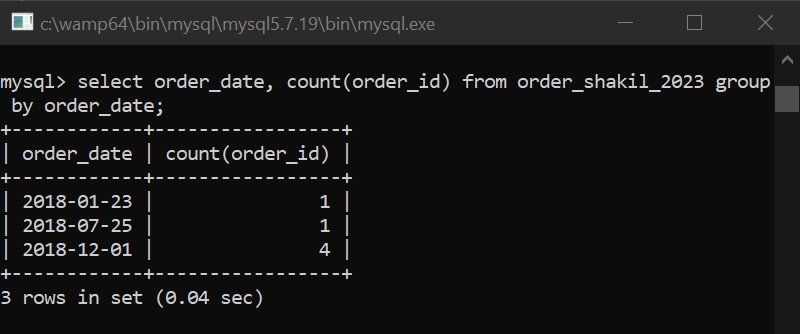 c:\wamp64\bin\mysql\mysql5.7.19\bin\mysql.exe
mysql> select order_date, count(order_id) from order_shakil_2023 group
 by order_date;
+------------+-----------------+
| order_date | count(order_id) |
+------------+-----------------+
| 2018-01-23 |               1 |
| 2018-07-25 |               1 |
| 2018-12-01 |               4 |
+------------+-----------------+
3 rows in set (0.04 sec)